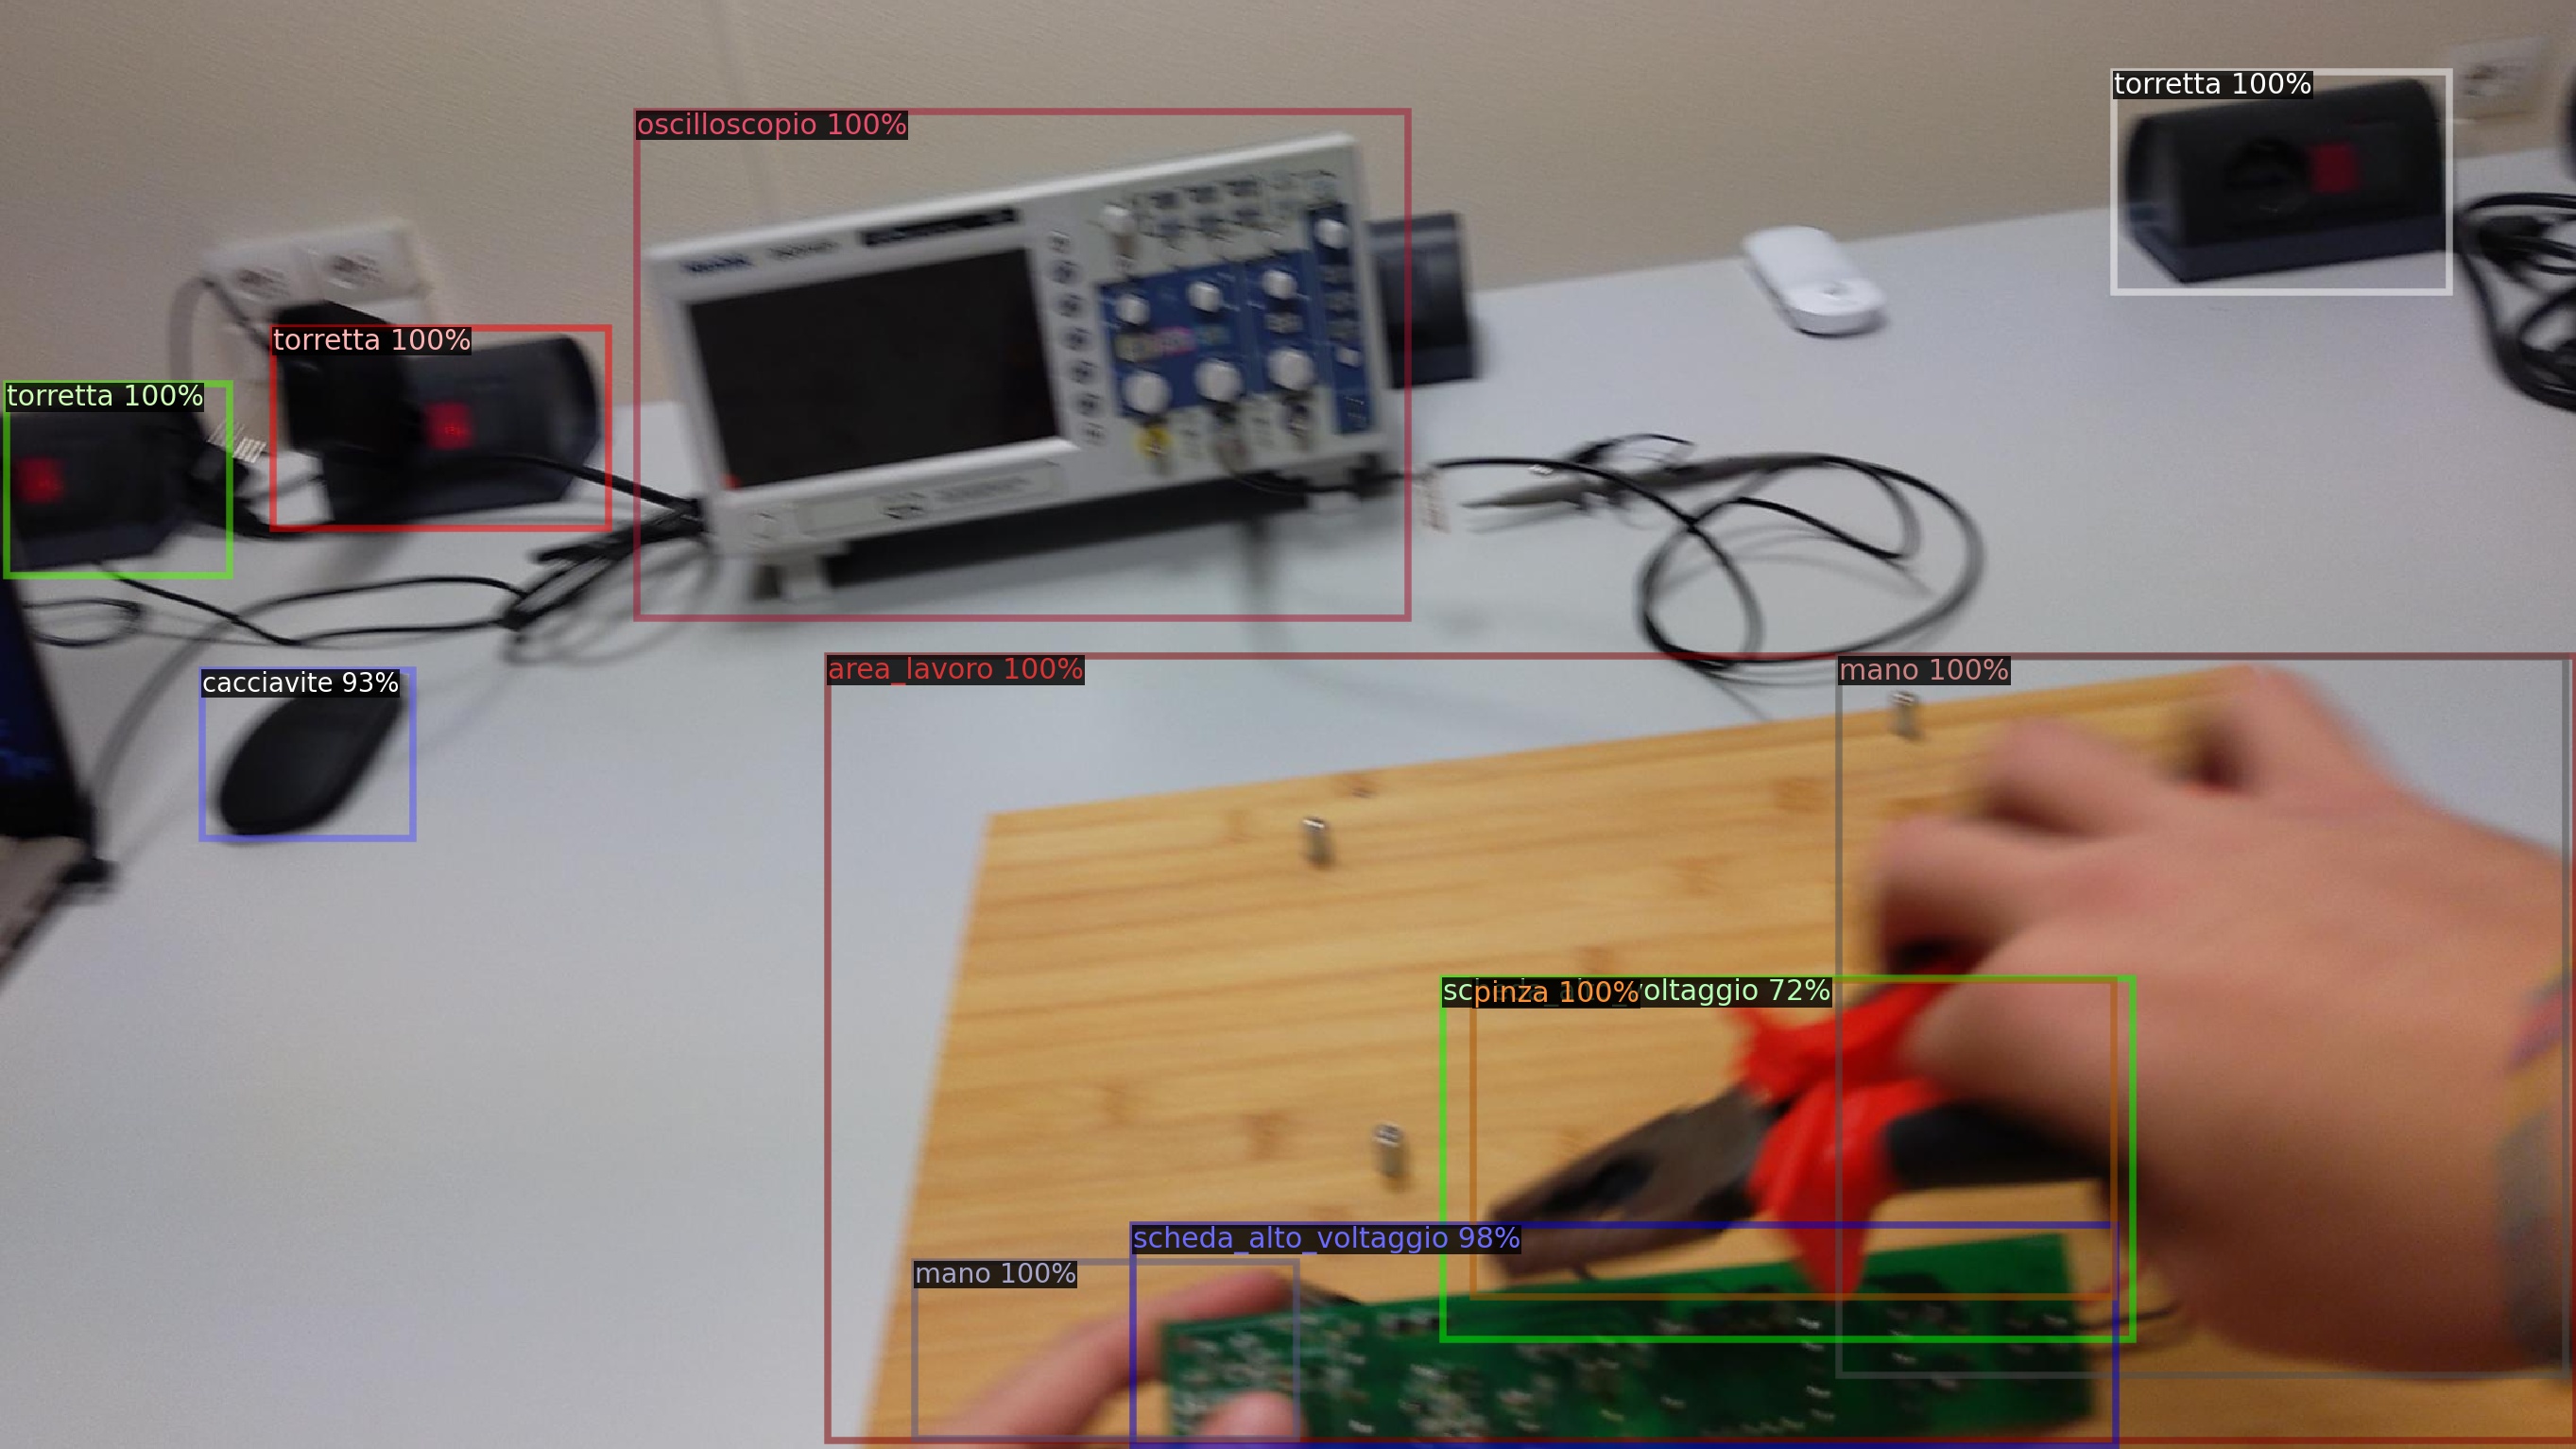 torretta 100%
oscilloscopio 100%
torretta 100%
torretta 100%
area_lavoro 100%
mano 100%
cacciavite 93%
pinza 100%
voltaggio 72%
scheda_alto_voltaggio 98%
mano 100%